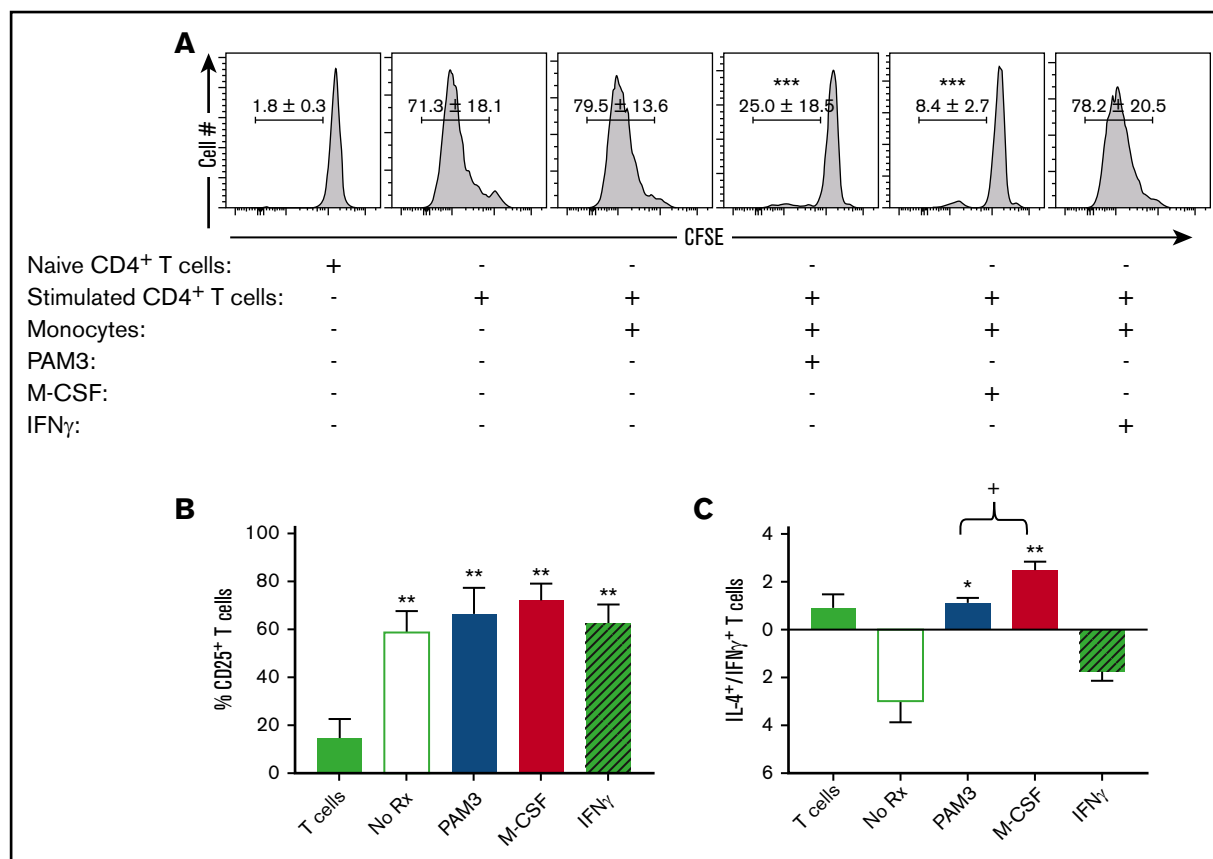 A
Cell #
1.8 ± 0.3
71.3 ± 18.1
79.5 ± 13.6
***
25.0 ± 18.5
***
8.4 ± 2.7
78.2 ± 20.5
CFSE
Naive CD4⁺ T cells: + - - - - -
Stimulated CD4⁺ T cells: - + + + + +
Monocytes: - - + + + +
PAM3: - - - + - -
M-CSF: - - - - + -
IFNγ: - - - - - +
B
% CD25⁺ T cells
100
80
60
40
20
0
**
**
**
**
T cells No Rx PAM3 M-CSF IFNγ
C
IL-4⁺/IFNγ⁺ T cells
4
2
0
2
4
6
+
*
**
T cells No Rx PAM3 M-CSF IFNγ